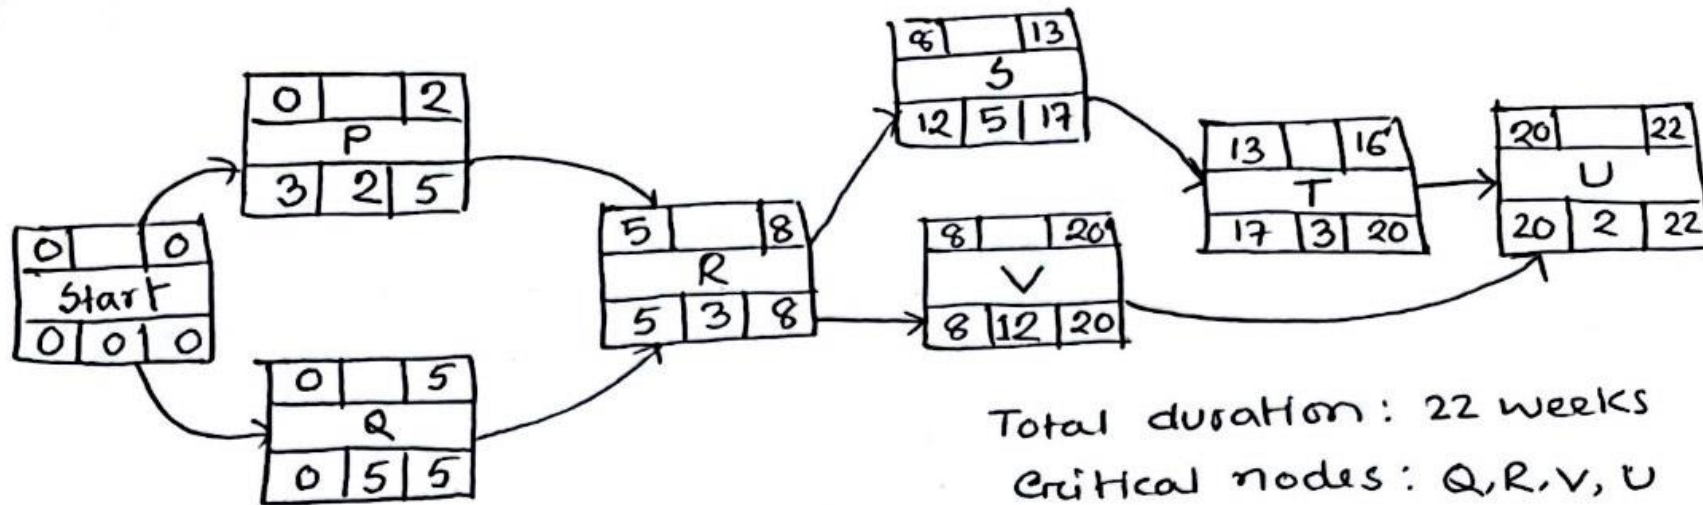 8 13
S
12 5 17
0 2
P
3 2 5
13 16
T
17 3 20
20 22
U
20 2 22
0 0
Start
0 0 0
5 8
R
5 3 8
8 20
V
8 12 20
0 5
Q
0 5 5
Total duration: 22 weeks
Critical nodes: Q, R, V, U